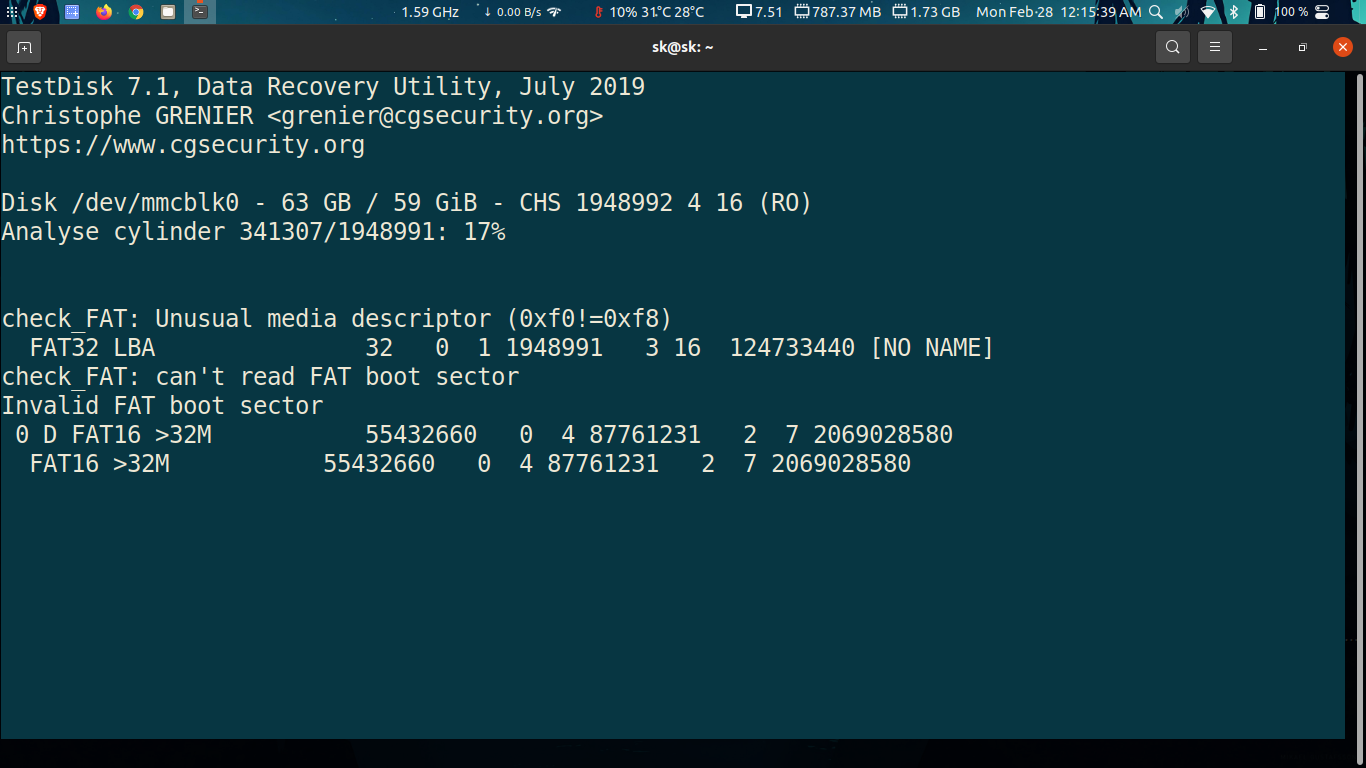 1.59 GHz ↓ 0.00 B/s 10% 31°C 28°C 7.51 787.37 MB 1.73 GB Mon Feb 28 12:15:39 AM 100 %
sk@sk: ~
TestDisk 7.1, Data Recovery Utility, July 2019
Christophe GRENIER <grenier@cgsecurity.org>
https://www.cgsecurity.org
Disk /dev/mmcblk0 - 63 GB / 59 GiB - CHS 1948992 4 16 (RO)
Analyse cylinder 341307/1948991: 17%
check_FAT: Unusual media descriptor (0xf0!=0xf8)
  FAT32 LBA               32   0  1 1948991   3 16  124733440 [NO NAME]
check_FAT: can't read FAT boot sector
Invalid FAT boot sector
 0 D FAT16 >32M           55432660   0  4 87761231   2  7 2069028580
  FAT16 >32M           55432660   0  4 87761231   2  7 2069028580